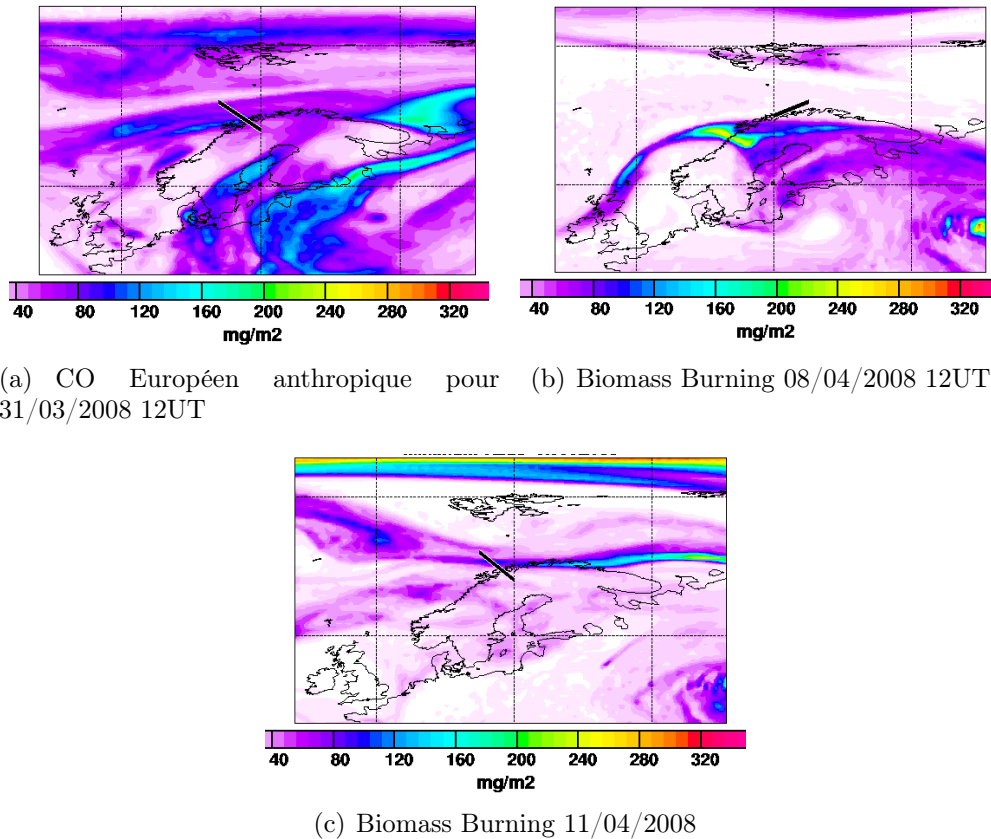 40 80 120 160 200 240 280 320
mg/m2
40 80 120 160 200 240 280 320
mg/m2
(a) CO Européen anthropique pour
31/03/2008 12UT
(b) Biomass Burning 08/04/2008 12UT
40 80 120 160 200 240 280 320
mg/m2
(c) Biomass Burning 11/04/2008